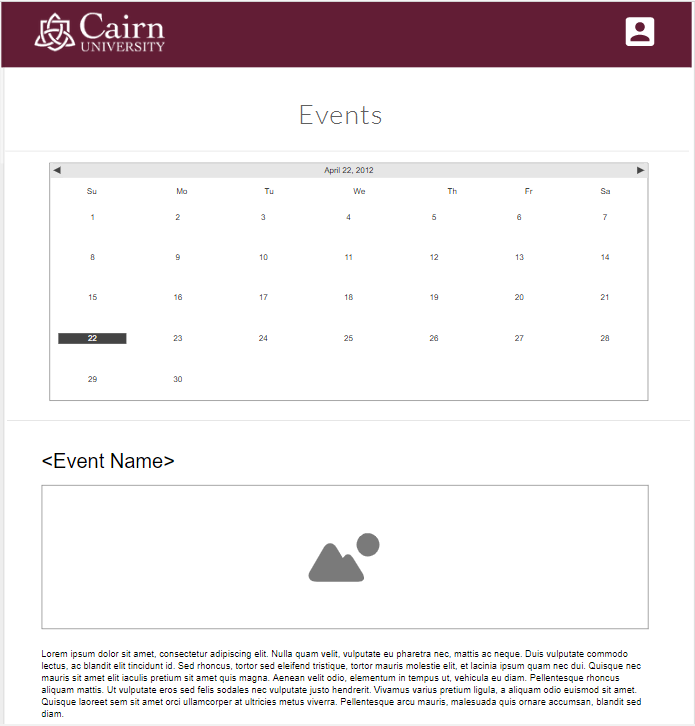 Cairn
UNIVERSITY
Events
April 22, 2012
Su Mo Tu We Th Fr Sa
1 2 3 4 5 6 7
8 9 10 11 12 13 14
15 16 17 18 19 20 21
22 23 24 25 26 27 28
29 30
<Event Name>
Lorem ipsum dolor sit amet, consectetur adipiscing elit. Nulla quam velit, vulputate eu pharetra nec, mattis ac neque. Duis vulputate commodo
lectus, ac blandit elit tincidunt id. Sed rhoncus, tortor sed eleifend tristique, tortor mauris molestie elit, et lacinia ipsum quam nec dui. Quisque nec
mauris sit amet elit iaculis pretium sit amet quis magna. Aenean velit odio, elementum in tempus ut, vehicula eu diam. Pellentesque rhoncus
aliquam mattis. Ut vulputate eros sed felis sodales nec vulputate justo hendrerit. Vivamus varius pretium ligula, a aliquam odio euismod sit amet.
Quisque laoreet sem sit amet orci ullamcorper at ultricies metus viverra. Pellentesque arcu mauris, malesuada quis ornare accumsan, blandit sed
diam.